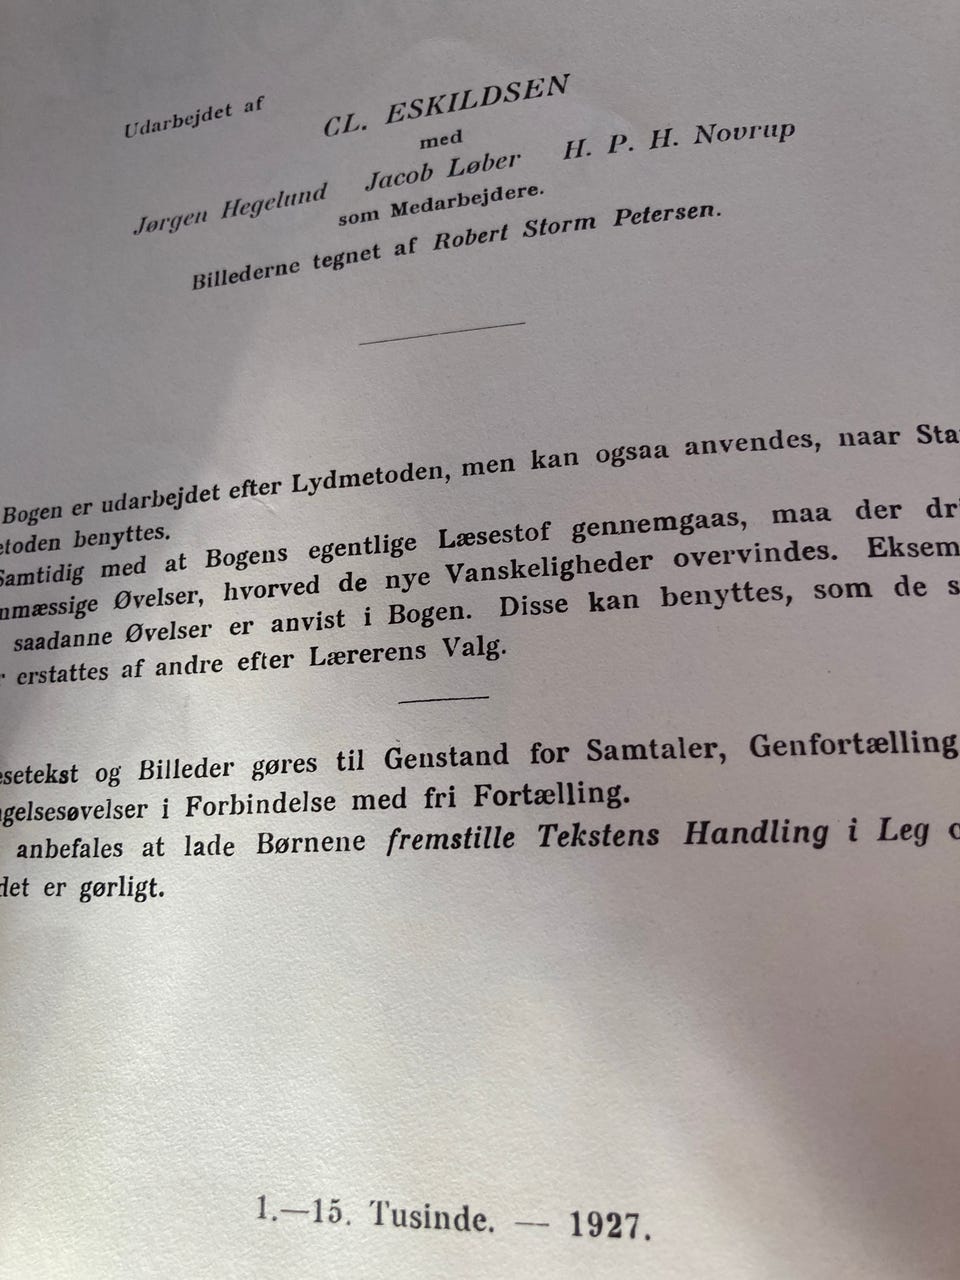 Udarbejdet af
CL. ESKILDSEN
med
Jørgen Hegelund Jacob Løber H. P. H. Novrup
som Medarbejdere.
Billederne tegnet af Robert Storm Petersen.
Bogen er udarbejdet efter Lydmetoden, men kan ogsaa anvendes, naar Sta
etoden benyttes.
Samtidig med at Bogens egentlige Læsestof gennemgaas, maa der dri
nmæssige Øvelser, hvorved de nye Vanskeligheder overvindes. Eksem
saadanne Øvelser er anvist i Bogen. Disse kan benyttes, som de s
erstattes af andre efter Lærerens Valg.
esetekst og Billeder gøres til Genstand for Samtaler, Genfortælling
gelsesøvelser i Forbindelse med fri Fortælling.
anbefales at lade Børnene fremstille Tekstens Handling i Leg o
det er gørligt.
1.—15. Tusinde. — 1927.